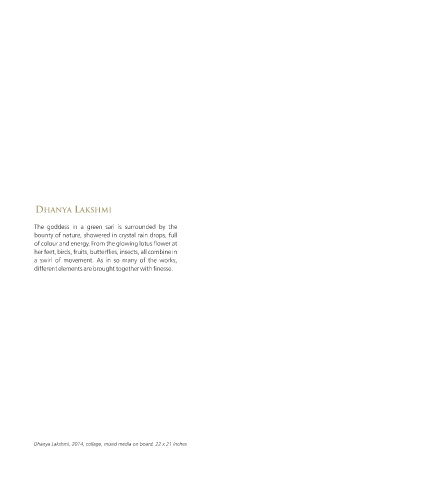 DHANYA LAKSHMI
The goddess in a green sari is surrounded by the
bounty of nature, showered in crystal rain drops, full
of colour and energy. From the glowing lotus flower at
her feet, birds, fruits, butterflies, insects, all combine in
a swirl of movement. As in so many of the works,
different elements are brought together with finesse.
Dhanya Lakshmi, 2014, collage, mixed media on board, 22 x 21 inches